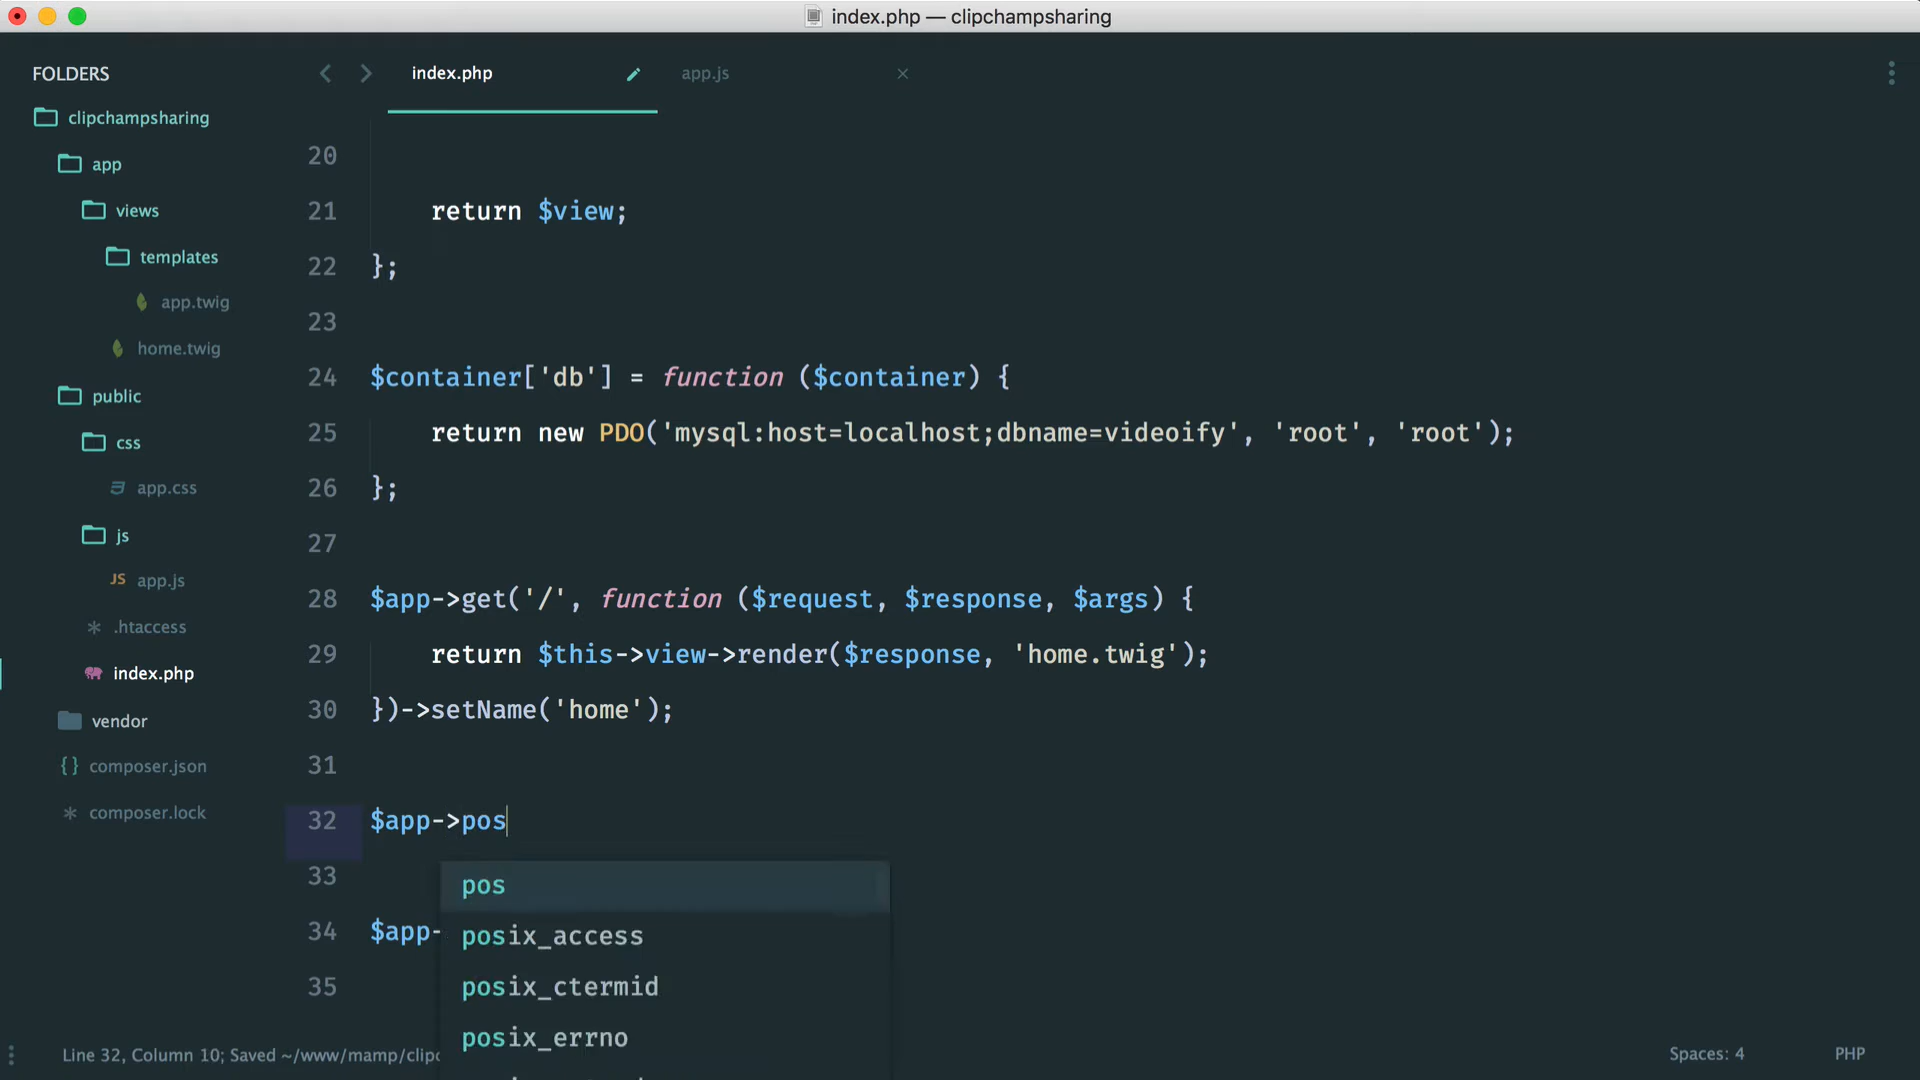 index.php — clipchampsharing
FOLDERS
clipchampsharing
app
views
templates
app.twig
home.twig
public
css
app.css
js
JS app.js
.htaccess
index.php
vendor
{} composer.json
* composer.lock
index.php
app.js
20
21 return $view;
22 };
23
24 $container['db'] = function ($container) {
25 return new PDO('mysql:host=localhost;dbname=videoify', 'root', 'root');
26 };
27
28 $app->get('/', function ($request, $response, $args) {
29 return $this->view->render($response, 'home.twig');
30 })->setName('home');
31
32 $app->pos
33
34 $app-
35
pos
posix_access
posix_ctermid
posix_errno
Line 32, Column 10; Saved ~/www/mamp/clipc
Spaces: 4
PHP